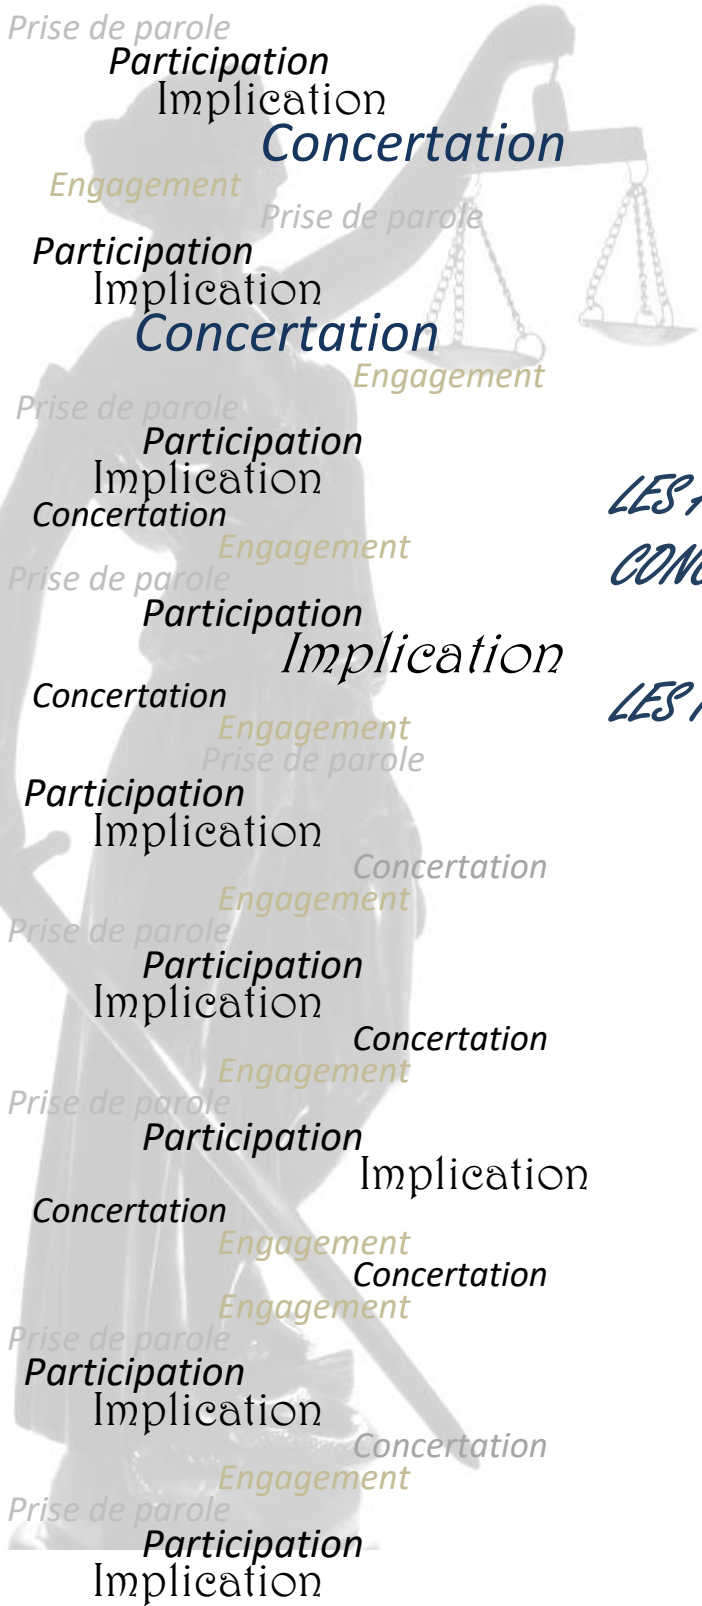 Prise de parole
Participation
Implication
Concertation
Engagement
Prise de parole
Participation
Implication
Concertation
Engagement
Prise de parole
Participation
Implication
Concertation
Engagement
Prise de parole
Participation
Implication
Concertation
Engagement
Prise de parole
Participation
Implication
Concertation
Engagement
Prise de parole
Participation
Implication
Concertation
Engagement
Prise de parole
Participation
Implication
Concertation
Engagement
Concertation
Engagement
Prise de parole
Participation
Implication
Concertation
Engagement
Prise de parole
Participation
Implication
LES
LES